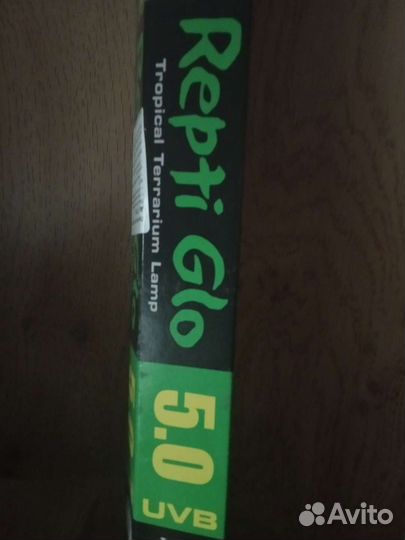 Repti Glo
Tropical Terrarium Lamp
5.0
UVB
Avito